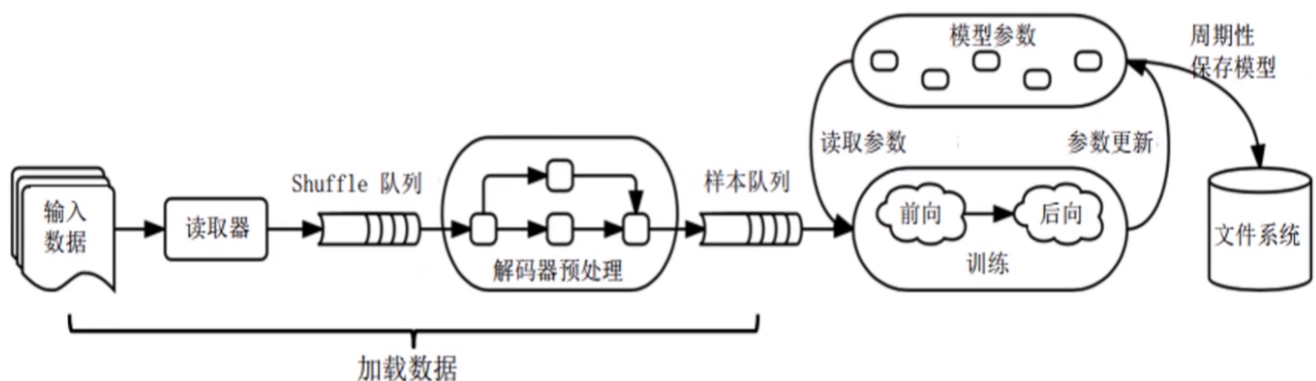 模型参数
周期性
保存模型
读取参数
参数更新
Shuffle 队列
样本队列
输入
数据
读取器
前向
后向
文件系统
解码器预处理
训练
加载数据